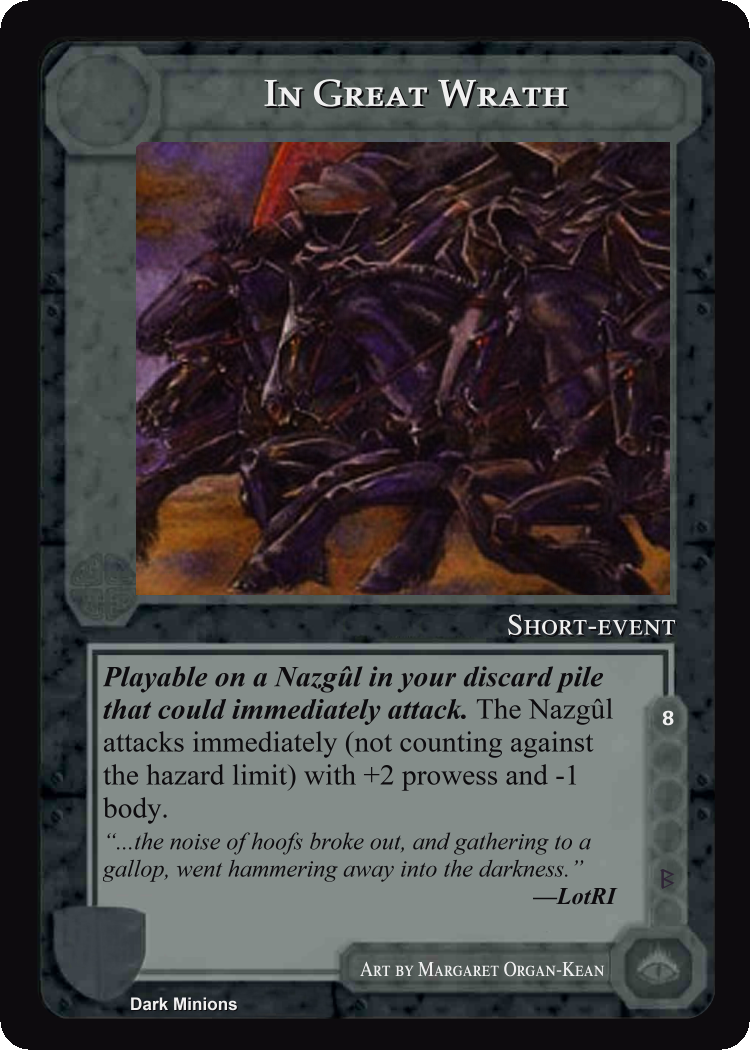 In Great Wrath
Short-event
Playable on a Nazgûl in your discard pile
that could immediately attack. The Nazgûl
8
attacks immediately (not counting against
the hazard limit) with +2 prowess and -1
body.
“...the noise of hoofs broke out, and gathering to a
gallop, went hammering away into the darkness.”
—LotRI
Art by Margaret Organ-Kean
Dark Minions